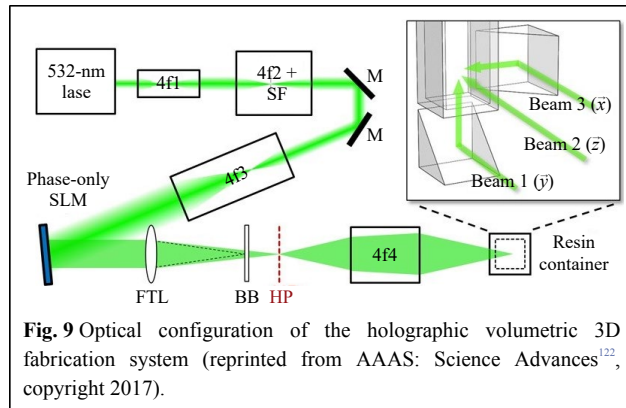 532-nm
lase
4f1
4f2 +
SF
M
M
4f3
Phase-only
SLM
FTL
BB
HP
4f4
Resin
container
Beam 3 (x⃗)
Beam 2 (z⃗)
Beam 1 (y⃗)
Fig. 9 Optical configuration of the holographic volumetric 3D
fabrication system (reprinted from AAAS: Science Advances122,
copyright 2017).